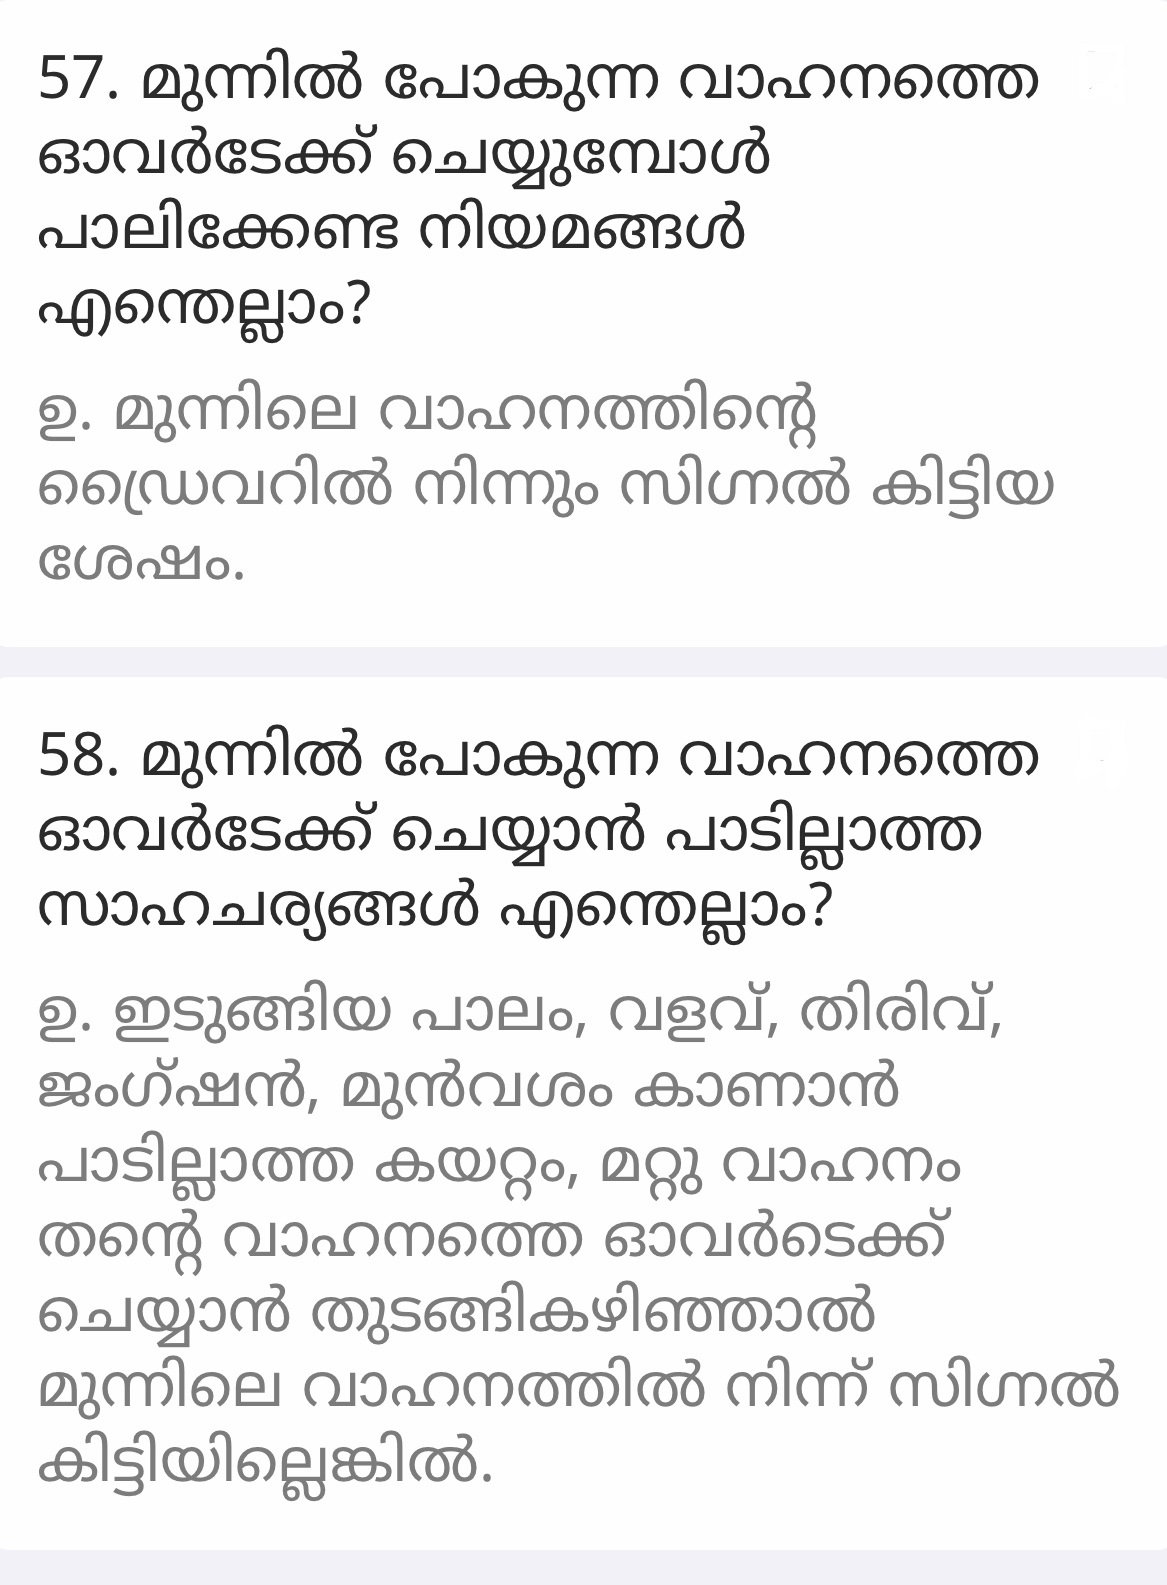 57. മുന്നിൽ പോകുന്ന വാഹനത്തെ
ഓവർടേക്ക് ചെയ്യുമ്പോൾ
പാലിക്കേണ്ട നിയമങ്ങൾ
എന്തെല്ലാം?
ഉ. മുന്നിലെ വാഹനത്തിന്റെ
ഡ്രൈവറിൽ നിന്നും സിഗ്നൽ കിട്ടിയ
ശേഷം.
58. മുന്നിൽ പോകുന്ന വാഹനത്തെ
ഓവർടേക്ക് ചെയ്യാൻ പാടില്ലാത്ത
സാഹചര്യങ്ങൾ എന്തെല്ലാം?
ഉ. ഇടുങ്ങിയ പാലം, വളവ്, തിരിവ്,
ജംഗ്ഷൻ, മുൻവശം കാണാൻ
പാടില്ലാത്ത കയറ്റം, മറ്റു വാഹനം
തന്റെ വാഹനത്തെ ഓവർടെക്ക്
ചെയ്യാൻ തുടങ്ങികഴിഞ്ഞാൽ
മുന്നിലെ വാഹനത്തിൽ നിന്ന് സിഗ്നൽ
കിട്ടിയില്ലെങ്കിൽ.